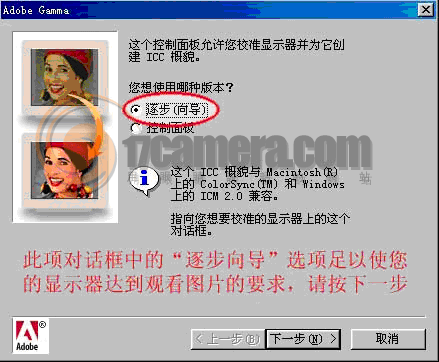 Adobe Gamma
这个控制面板允许您校准显示器并为它创
建 ICC 概貌。
您想使用哪种版本？
逐步(向导)
控制面板
17camera.com
这个 ICC 概貌与 Macintosh(R)
上的 ColorSync(TM) 和 Windows
上的 ICM 2.0 兼容。
指向您想要校准的显示器上的这个
对话框。
此项对话框中的“逐步向导”选项足以使您
的显示器达到观看图片的要求，请按下一步
Adobe
< 上一步(B)
下一步(N) >
取消